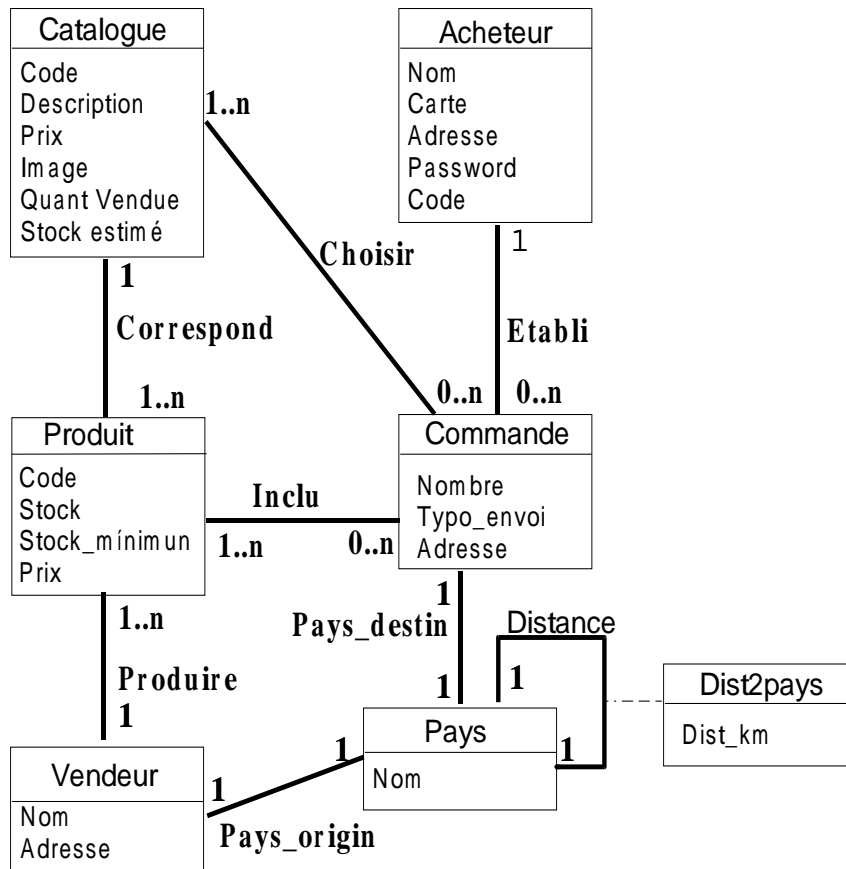 Catalogue
Code
Description
Prix
Image
Quant Vendue
Stock estimé
Acheteur
Nom
Carte
Adresse
Password
Code
1..n
Choisir
1
1
Correspond
Etabli
1..n
0..n
0..n
Produit
Code
Stock
Stock_mínimun
Prix
Commande
Nombre
Typo_envoi
Adresse
Inclu
1..n
0..n
1..n
1
Pays_destin
Distance
Produire
1
1
1
Dist2pays
Dist_km
Vendeur
Nom
Adresse
Pays
Nom
1
1
1
Pays_origin